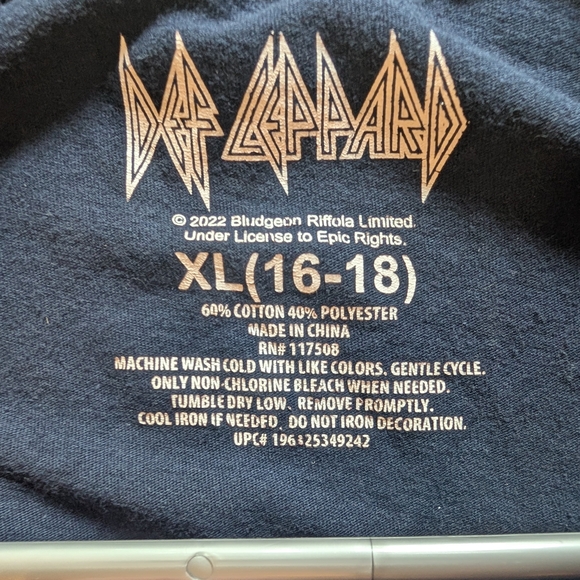 DEF LEPPARD
© 2022 Bludgeon Riffola Limited.
Under License to Epic Rights.
XL(16-18)
60% COTTON 40% POLYESTER
MADE IN CHINA
RN# 117508
MACHINE WASH COLD WITH LIKE COLORS, GENTLE CYCLE.
ONLY NON-CHLORINE BLEACH WHEN NEEDED.
TUMBLE DRY LOW, REMOVE PROMPTLY.
COOL IRON IF NEEDED, DO NOT IRON DECORATION.
UPC#